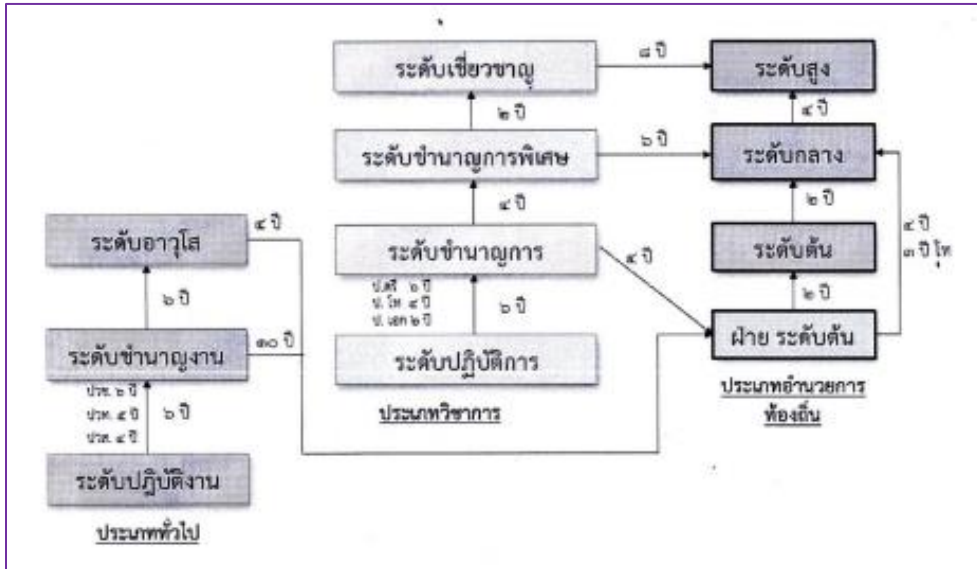 ระดับเชี่ยวชาญ
๘ ปี
ระดับสูง
๒ ปี
๔ ปี
ระดับชำนาญการพิเศษ
๖ ปี
ระดับกลาง
๔ ปี
๒ ปี
๔ ปี
๓ ปี โท
ระดับอาวุโส
๔ ปี
ระดับชำนาญการ
๔ ปี
ระดับต้น
๖ ปี
ป.ตรี ๖ ปี
ป. โท ๔ ปี
ป. เอก ๒ ปี
๖ ปี
๒ ปี
ระดับชำนาญงาน
๑๐ ปี
ระดับปฏิบัติการ
ฝ่าย ระดับต้น
ปวช. ๖ ปี
ปวท. ๕ ปี
ปวส. ๔ ปี
๖ ปี
ประเภทวิชาการ
ประเภทอำนวยการ
ท้องถิ่น
ระดับปฏิบัติงาน
ประเภททั่วไป